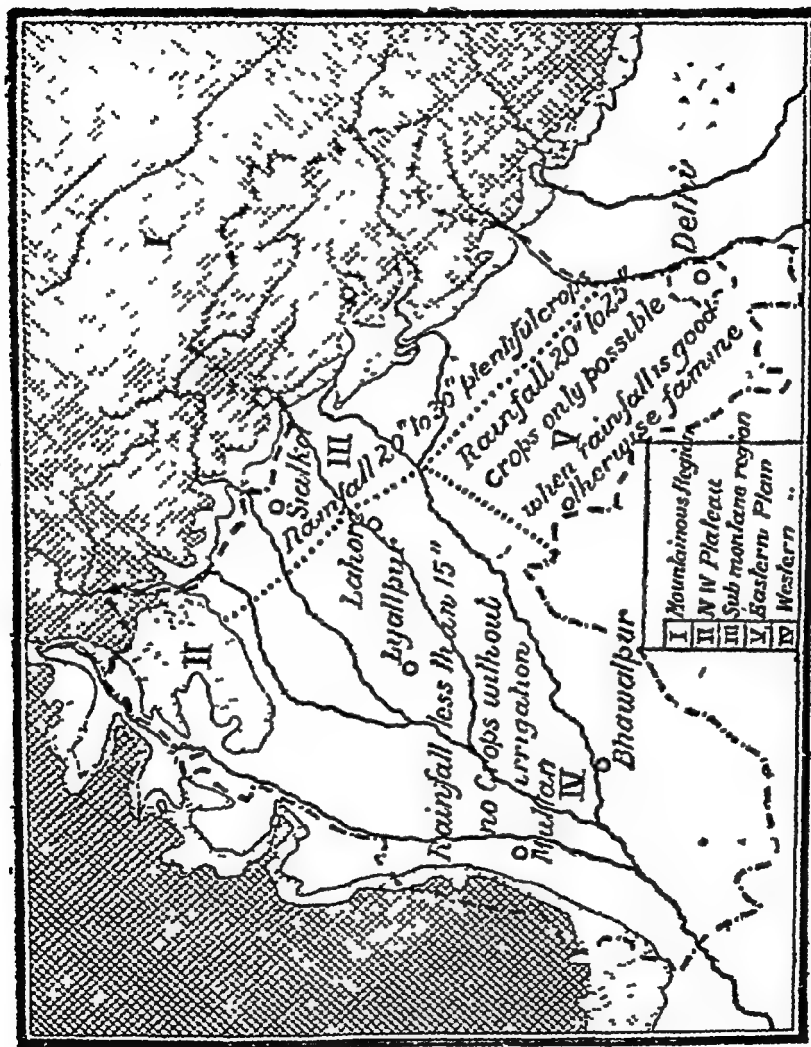 I
II
Sialko
III
Rainfall 20" to 30" plentiful crops
Lahore
Lyallpur
Rainfall 20" to 25"
Crops only possible
V
when rainfall is good
otherwise famine
Delhi
Rainfall less than 15"
no Crops without
irrigation
Multan
IV
Bhawalpur
I Mountainous Region
II N W Plateau
III Sub montane region
V Eastern Plain
IV Western "